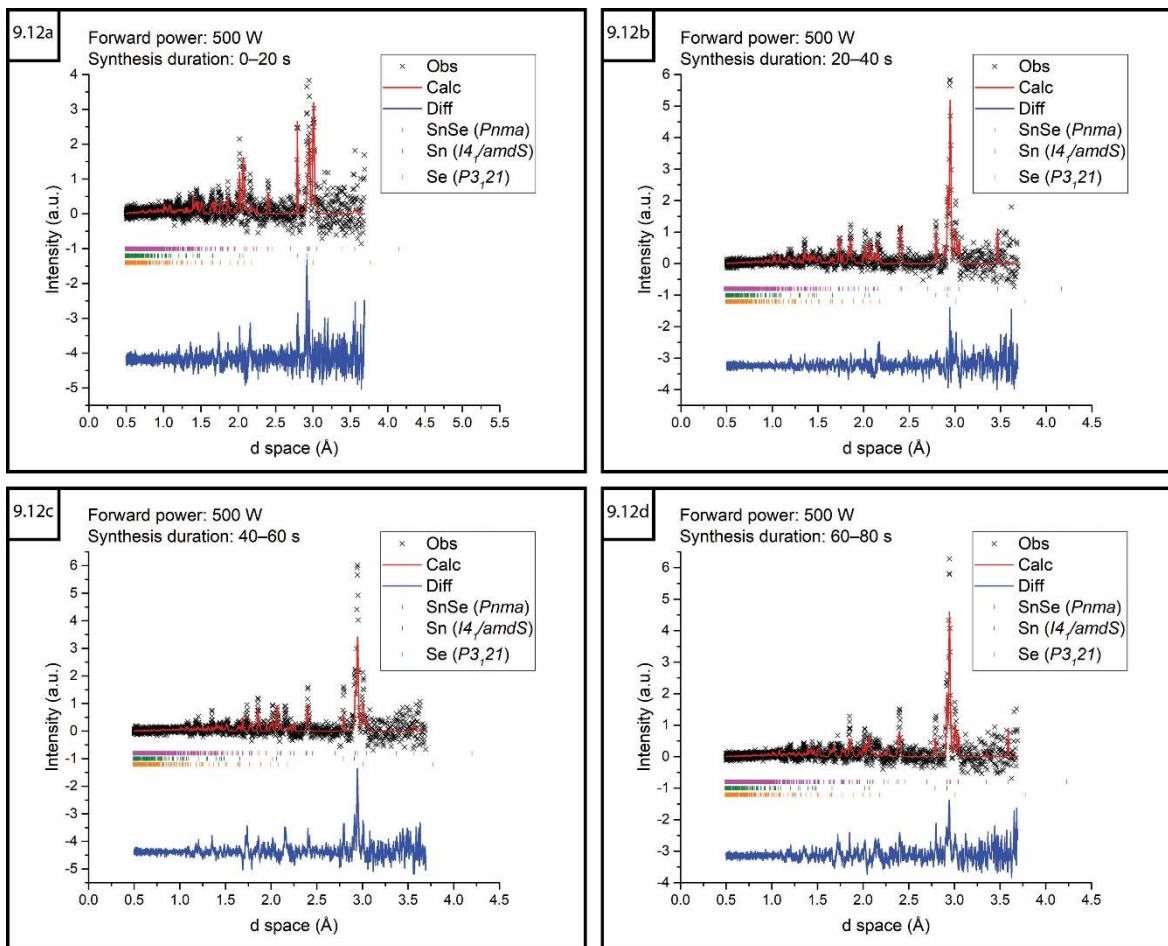 9.12a
Forward power: 500 W
Synthesis duration: 0–20 s
Obs
Calc
Diff
SnSe (Pnma)
Sn (I4₁/amdS)
Se (P3₁21)
Intensity (a.u.)
4
3
2
1
0
-1
-2
-3
-4
-5
0.0 0.5 1.0 1.5 2.0 2.5 3.0 3.5 4.0 4.5 5.0 5.5
d space (Å)
9.12b
Forward power: 500 W
Synthesis duration: 20–40 s
Obs
Calc
Diff
SnSe (Pnma)
Sn (I4₁/amdS)
Se (P3₁21)
Intensity (a.u.)
6
5
4
3
2
1
0
-1
-2
-3
-4
0.0 0.5 1.0 1.5 2.0 2.5 3.0 3.5 4.0 4.5
d space (Å)
9.12c
Forward power: 500 W
Synthesis duration: 40–60 s
Obs
Calc
Diff
SnSe (Pnma)
Sn (I4₁/amdS)
Se (P3₁21)
Intensity (a.u.)
6
5
4
3
2
1
0
-1
-2
-3
-4
-5
0.0 0.5 1.0 1.5 2.0 2.5 3.0 3.5 4.0 4.5
d space (Å)
9.12d
Forward power: 500 W
Synthesis duration: 60–80 s
Obs
Calc
Diff
SnSe (Pnma)
Sn (I4₁/amdS)
Se (P3₁21)
Intensity (a.u.)
6
5
4
3
2
1
0
-1
-2
-3
-4
0.0 0.5 1.0 1.5 2.0 2.5 3.0 3.5 4.0 4.5
d space (Å)